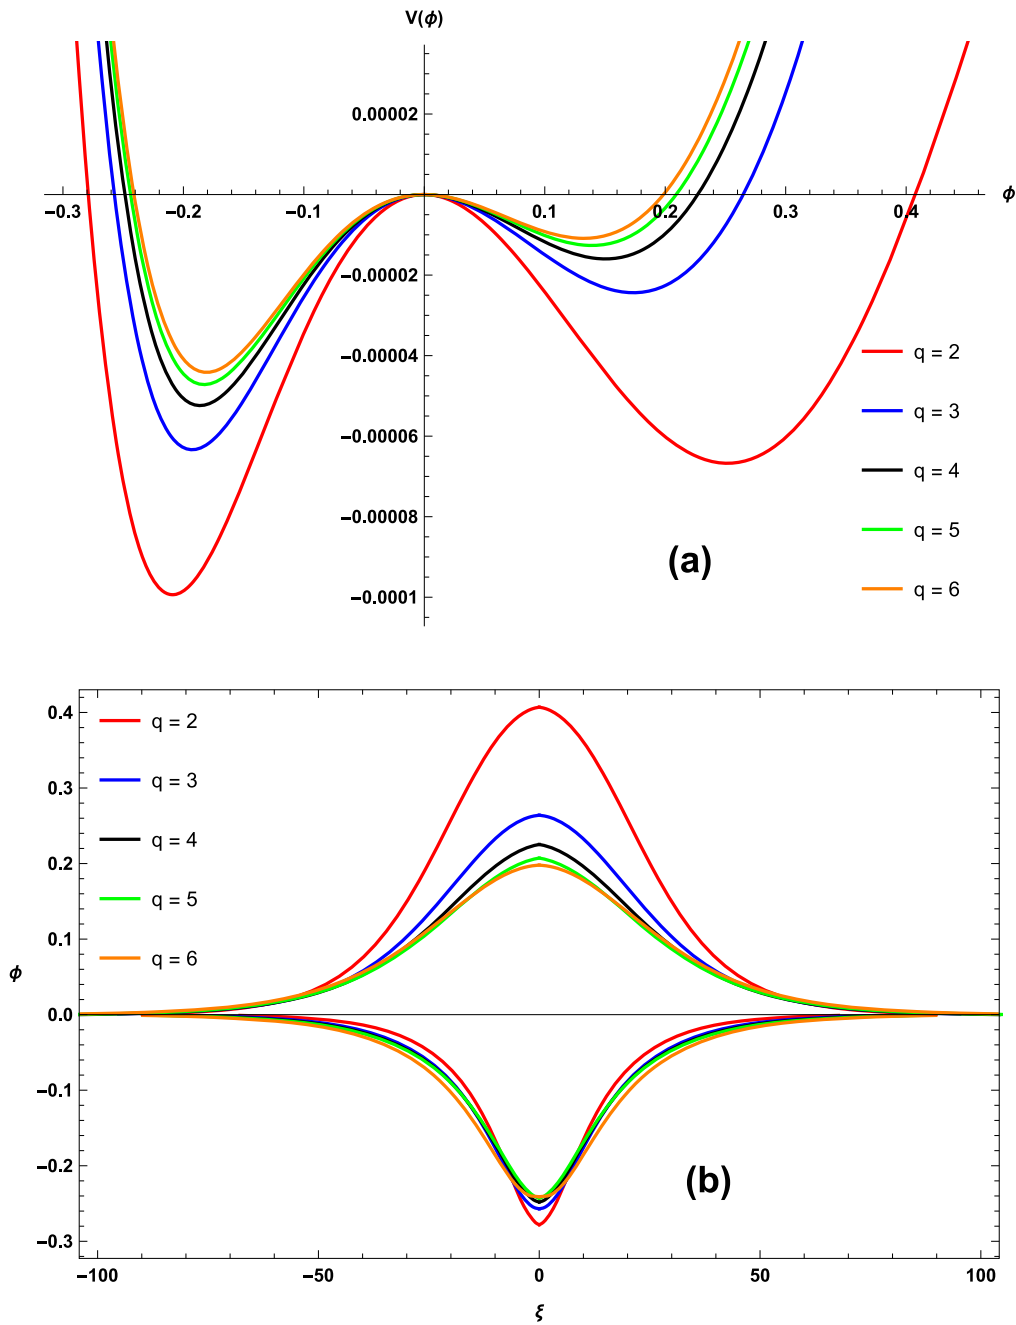 V(ϕ)
0.00002
−0.3 −0.2 −0.1 0.1 0.2 0.3 0.4 ϕ
−0.00002
−0.00004
q = 2
−0.00006
q = 3
q = 4
−0.00008
q = 5
(a)
q = 6
−0.0001
0.4
q = 2
0.3
q = 3
q = 4
0.2
q = 5
0.1
q = 6
ϕ
0.0
−0.1
−0.2
(b)
−0.3
−100 −50 0 50 100
ξ